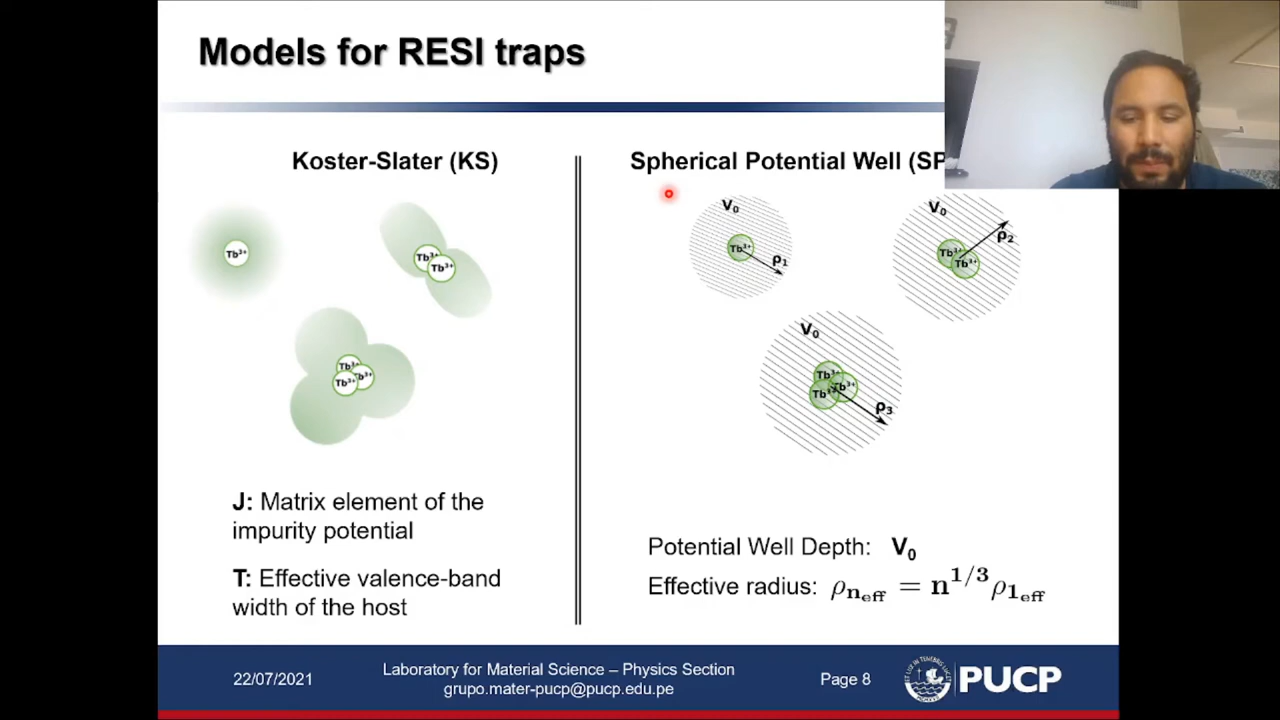 Models for RESI traps
Koster-Slater (KS)
Tb³⁺
Tb³⁺
Tb³⁺
Tb³⁺
Tb³⁺
Tb³⁺
J: Matrix element of the
impurity potential
T: Effective valence-band
width of the host
Spherical Potential Well (SP
V₀
Tb³⁺
ρ₁
V₀
Tb³⁺
Tb³⁺
ρ₂
V₀
Tb³⁺
Tb³⁺
Tb³⁺
ρ₃
Potential Well Depth: V₀
Effective radius: ρₙ_eff = n^1/3 ρ₁_eff
22/07/2021
Laboratory for Material Science – Physics Section
grupo.mater-pucp@pucp.edu.pe
Page 8
PUCP